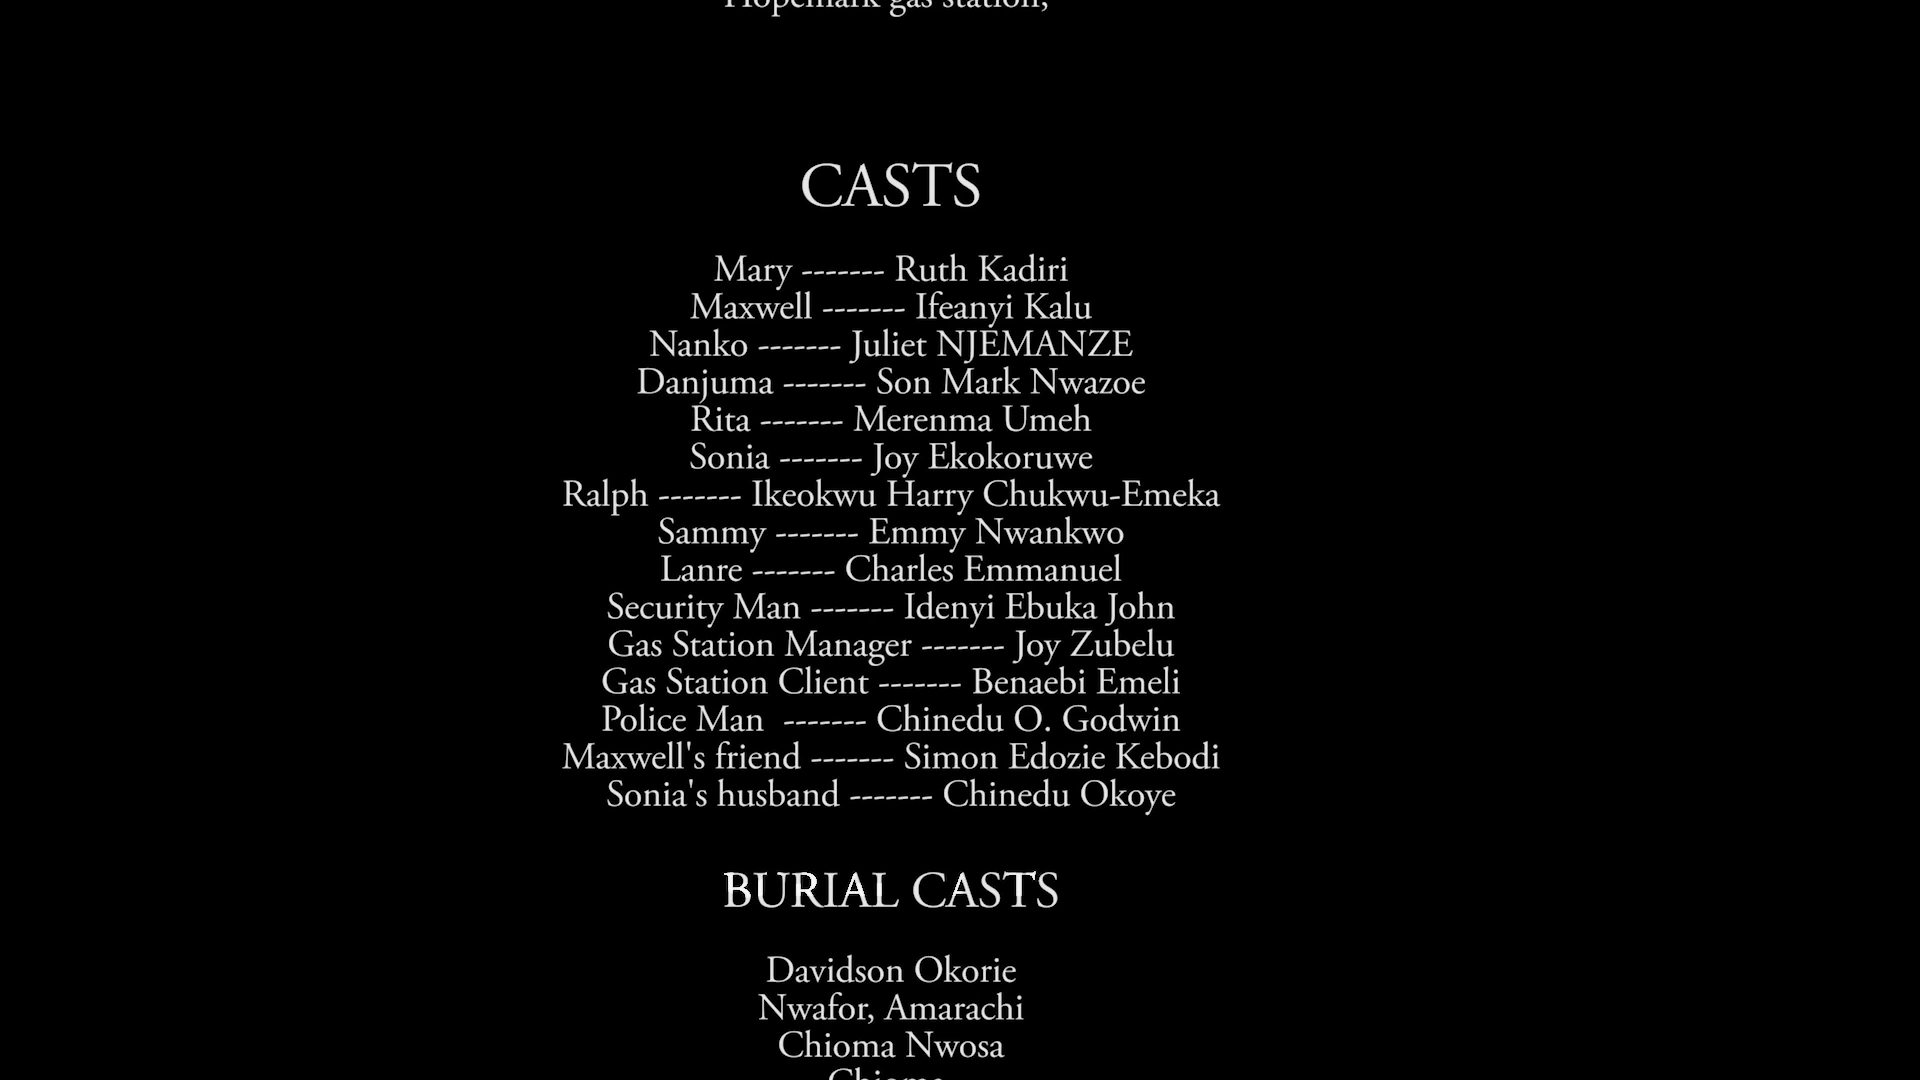 Hopemark gas station,
CASTS
Mary ------- Ruth Kadiri
Maxwell ------- Ifeanyi Kalu
Nanko ------- Juliet NJEMANZE
Danjuma ------- Son Mark Nwazoe
Rita ------- Merenma Umeh
Sonia ------- Joy Ekokoruwe
Ralph ------- Ikeokwu Harry Chukwu-Emeka
Sammy ------- Emmy Nwankwo
Lanre ------- Charles Emmanuel
Security Man ------- Idenyi Ebuka John
Gas Station Manager ------- Joy Zubelu
Gas Station Client ------- Benaebi Emeli
Police Man  ------- Chinedu O. Godwin
Maxwell's friend ------- Simon Edozie Kebodi
Sonia's husband ------- Chinedu Okoye
BURIAL CASTS
Davidson Okorie
Nwafor, Amarachi
Chioma Nwosa